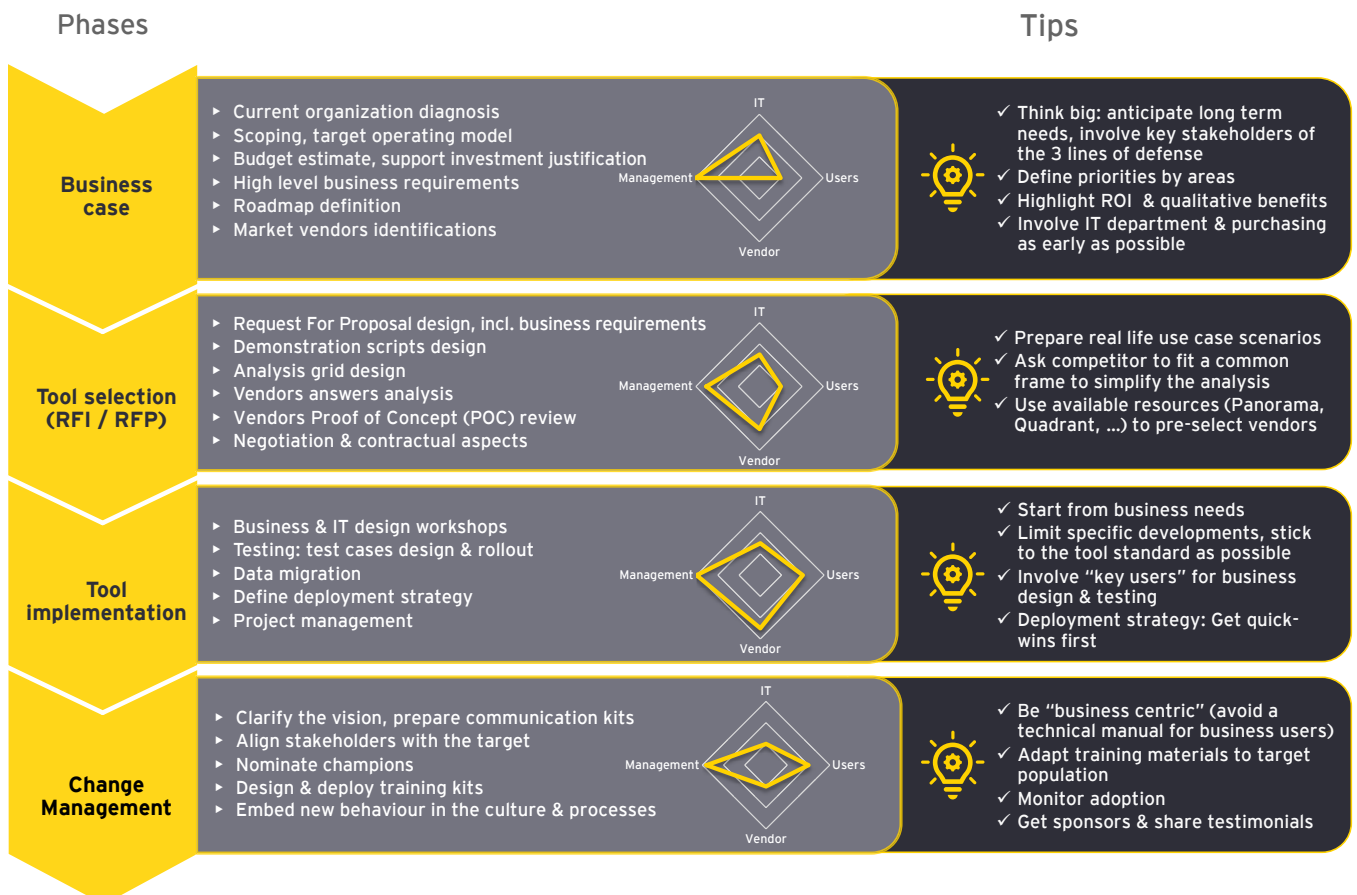 Phases
Tips
Business
case
▸ Current organization diagnosis
▸ Scoping, target operating model
▸ Budget estimate, support investment justification
▸ High level business requirements
▸ Roadmap definition
▸ Market vendors identifications
IT
Management
Users
Vendor
✓ Think big: anticipate long term
needs, involve key stakeholders of
the 3 lines of defense
✓ Define priorities by areas
✓ Highlight ROI & qualitative benefits
✓ Involve IT department & purchasing
as early as possible
Tool selection
(RFI / RFP)
▸ Request For Proposal design, incl. business requirements
▸ Demonstration scripts design
▸ Analysis grid design
▸ Vendors answers analysis
▸ Vendors Proof of Concept (POC) review
▸ Negotiation & contractual aspects
IT
Management
Users
Vendor
✓ Prepare real life use case scenarios
✓ Ask competitor to fit a common
frame to simplify the analysis
✓ Use available resources (Panorama,
Quadrant, ...) to pre-select vendors
Tool
implementation
▸ Business & IT design workshops
▸ Testing: test cases design & rollout
▸ Data migration
▸ Define deployment strategy
▸ Project management
IT
Management
Users
Vendor
✓ Start from business needs
✓ Limit specific developments, stick
to the tool standard as possible
✓ Involve “key users” for business
design & testing
✓ Deployment strategy: Get quick-
wins first
Change
Management
▸ Clarify the vision, prepare communication kits
▸ Align stakeholders with the target
▸ Nominate champions
▸ Design & deploy training kits
▸ Embed new behaviour in the culture & processes
IT
Management
Users
Vendor
✓ Be “business centric” (avoid a
technical manual for business users)
✓ Adapt training materials to target
population
✓ Monitor adoption
✓ Get sponsors & share testimonials